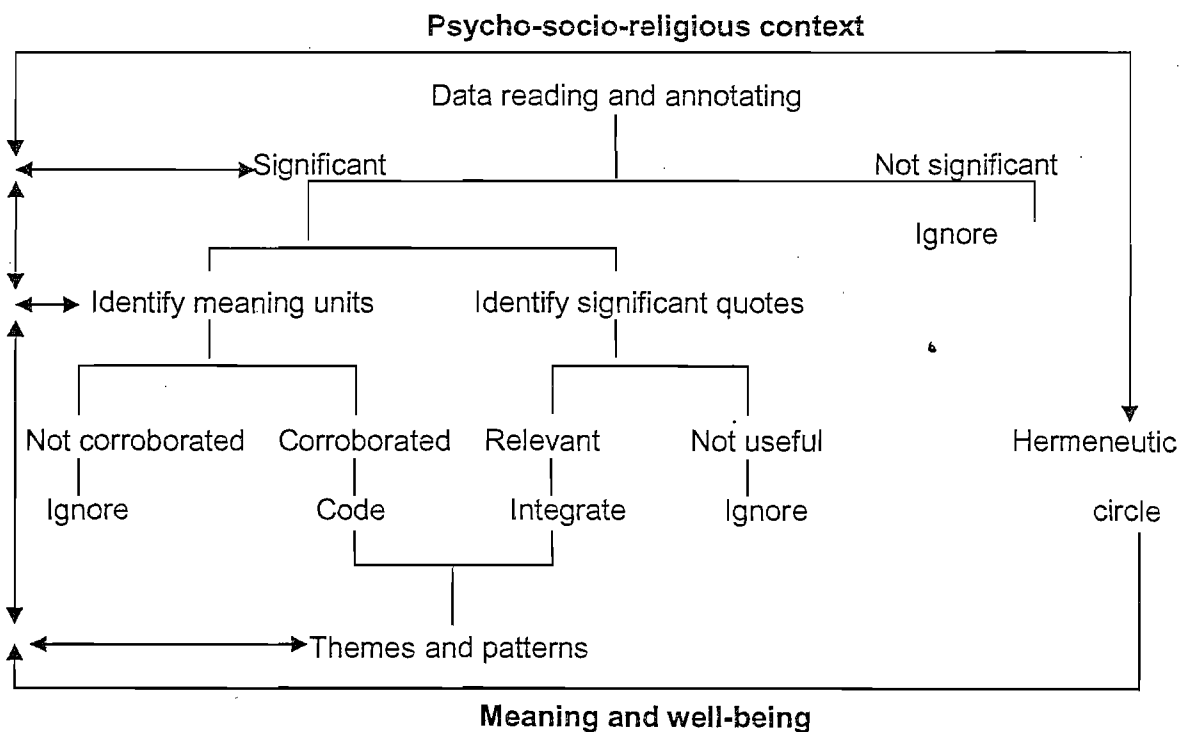 Psycho-socio-religious context
Data reading and annotating
Significant
Not significant
Ignore
Identify meaning units
Identify significant quotes
Not corroborated
Corroborated
Relevant
Not useful
Hermeneutic
Ignore
Code
Integrate
Ignore
circle
Themes and patterns
Meaning and well-being